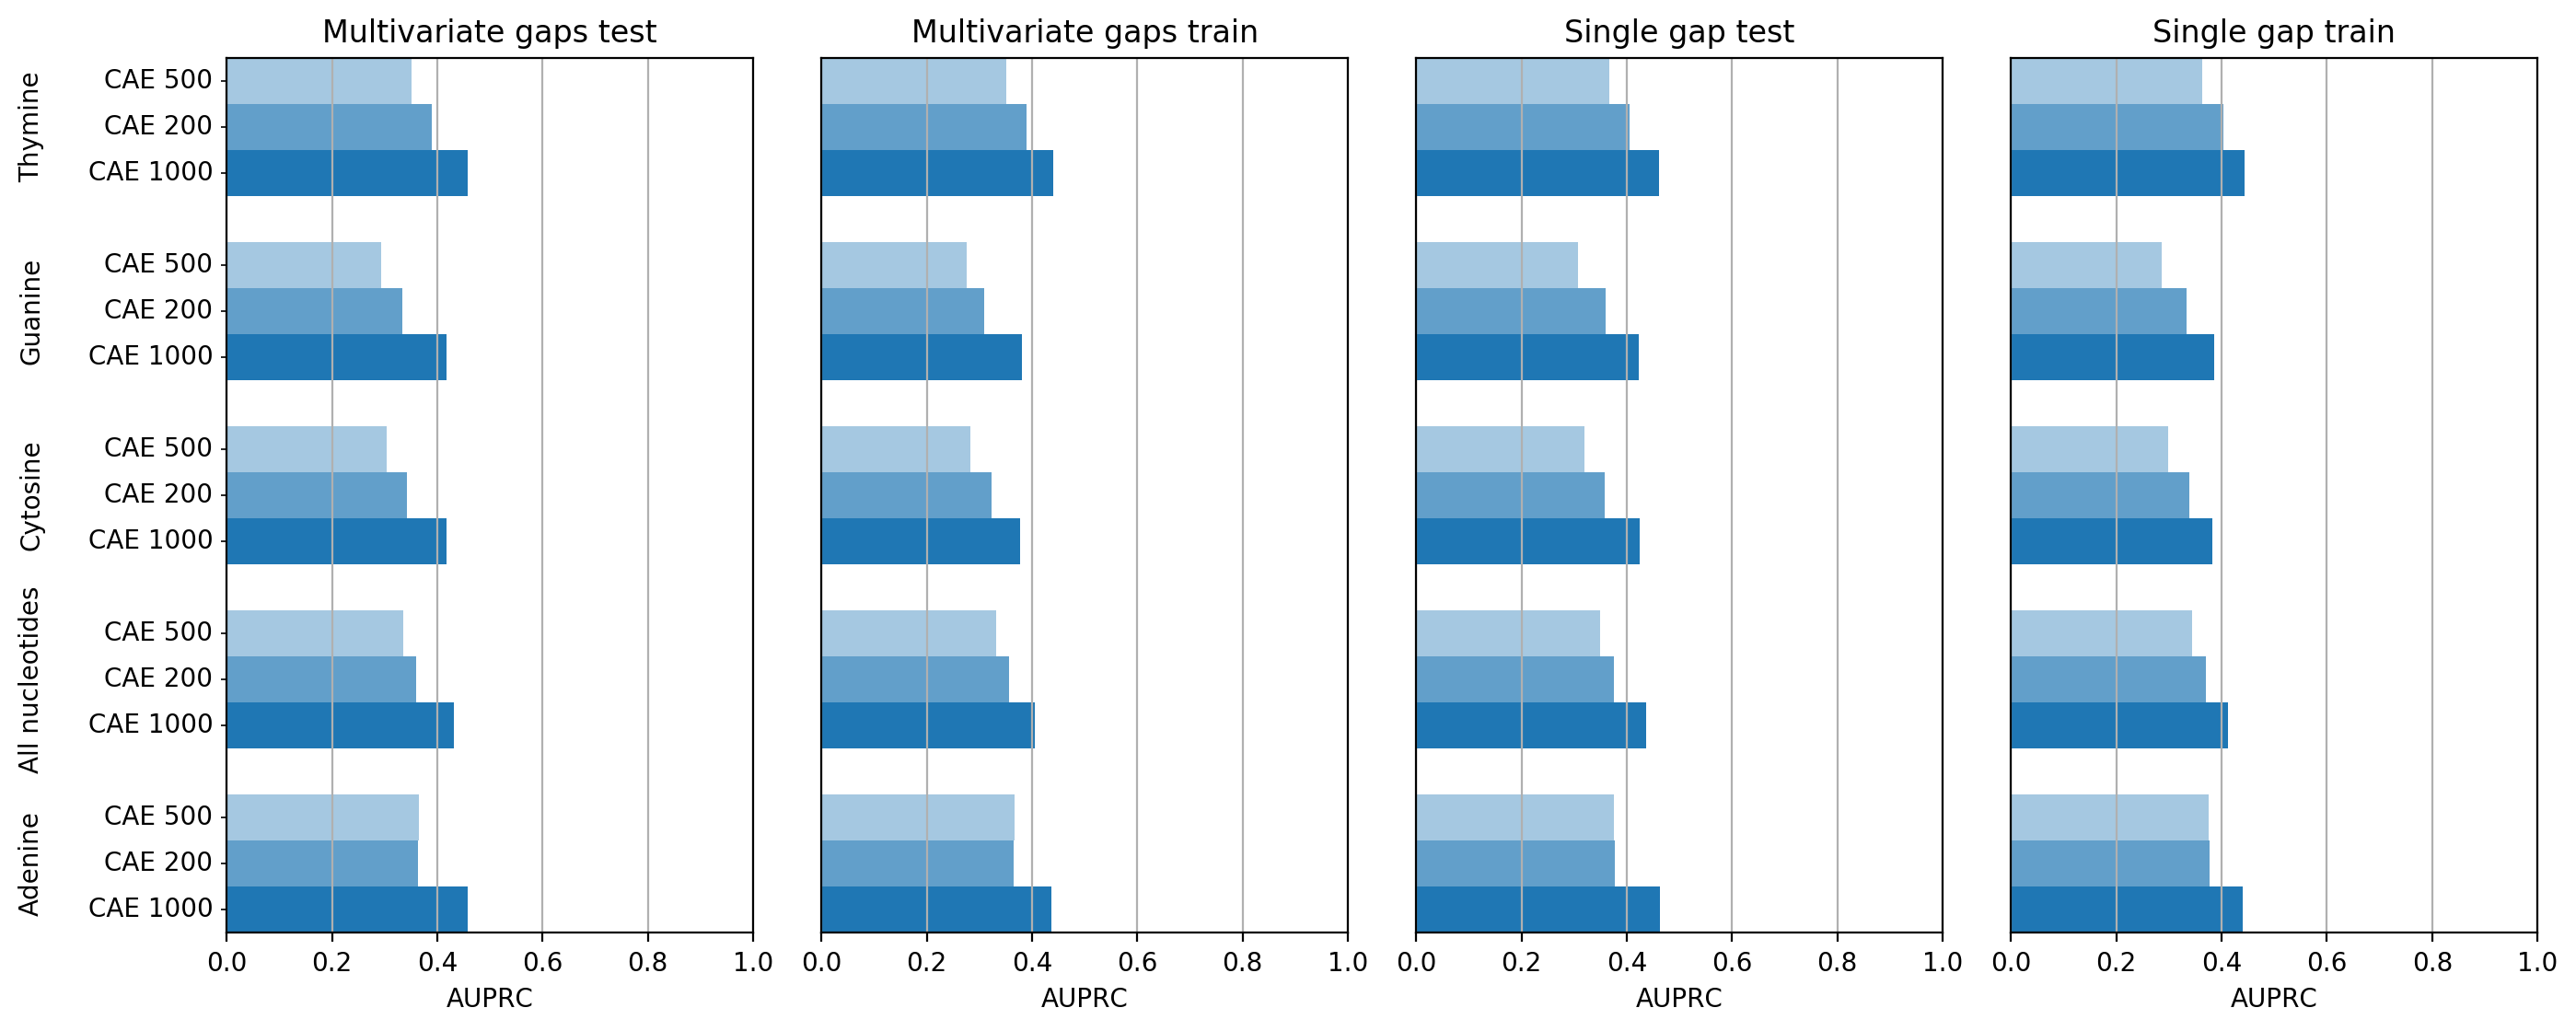 Multivariate gaps test
Multivariate gaps train
Single gap test
Single gap train
Thymine
CAE 500
CAE 200
CAE 1000
Guanine
CAE 500
CAE 200
CAE 1000
Cytosine
CAE 500
CAE 200
CAE 1000
All nucleotides
CAE 500
CAE 200
CAE 1000
Adenine
CAE 500
CAE 200
CAE 1000
0.0 0.2 0.4 0.6 0.8 1.0
0.0 0.2 0.4 0.6 0.8 1.0
0.0 0.2 0.4 0.6 0.8 1.0
0.0 0.2 0.4 0.6 0.8 1.0
AUPRC
AUPRC
AUPRC
AUPRC